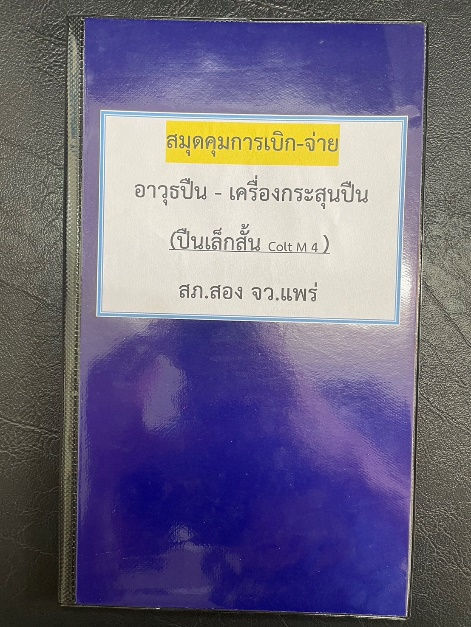 สมุดคุมการเบิก-จ่าย
อาวุธปืน - เครื่องกระสุนปืน
(ปืนเล็กสั้น Colt M 4 )
สภ.สอง จว.แพร่